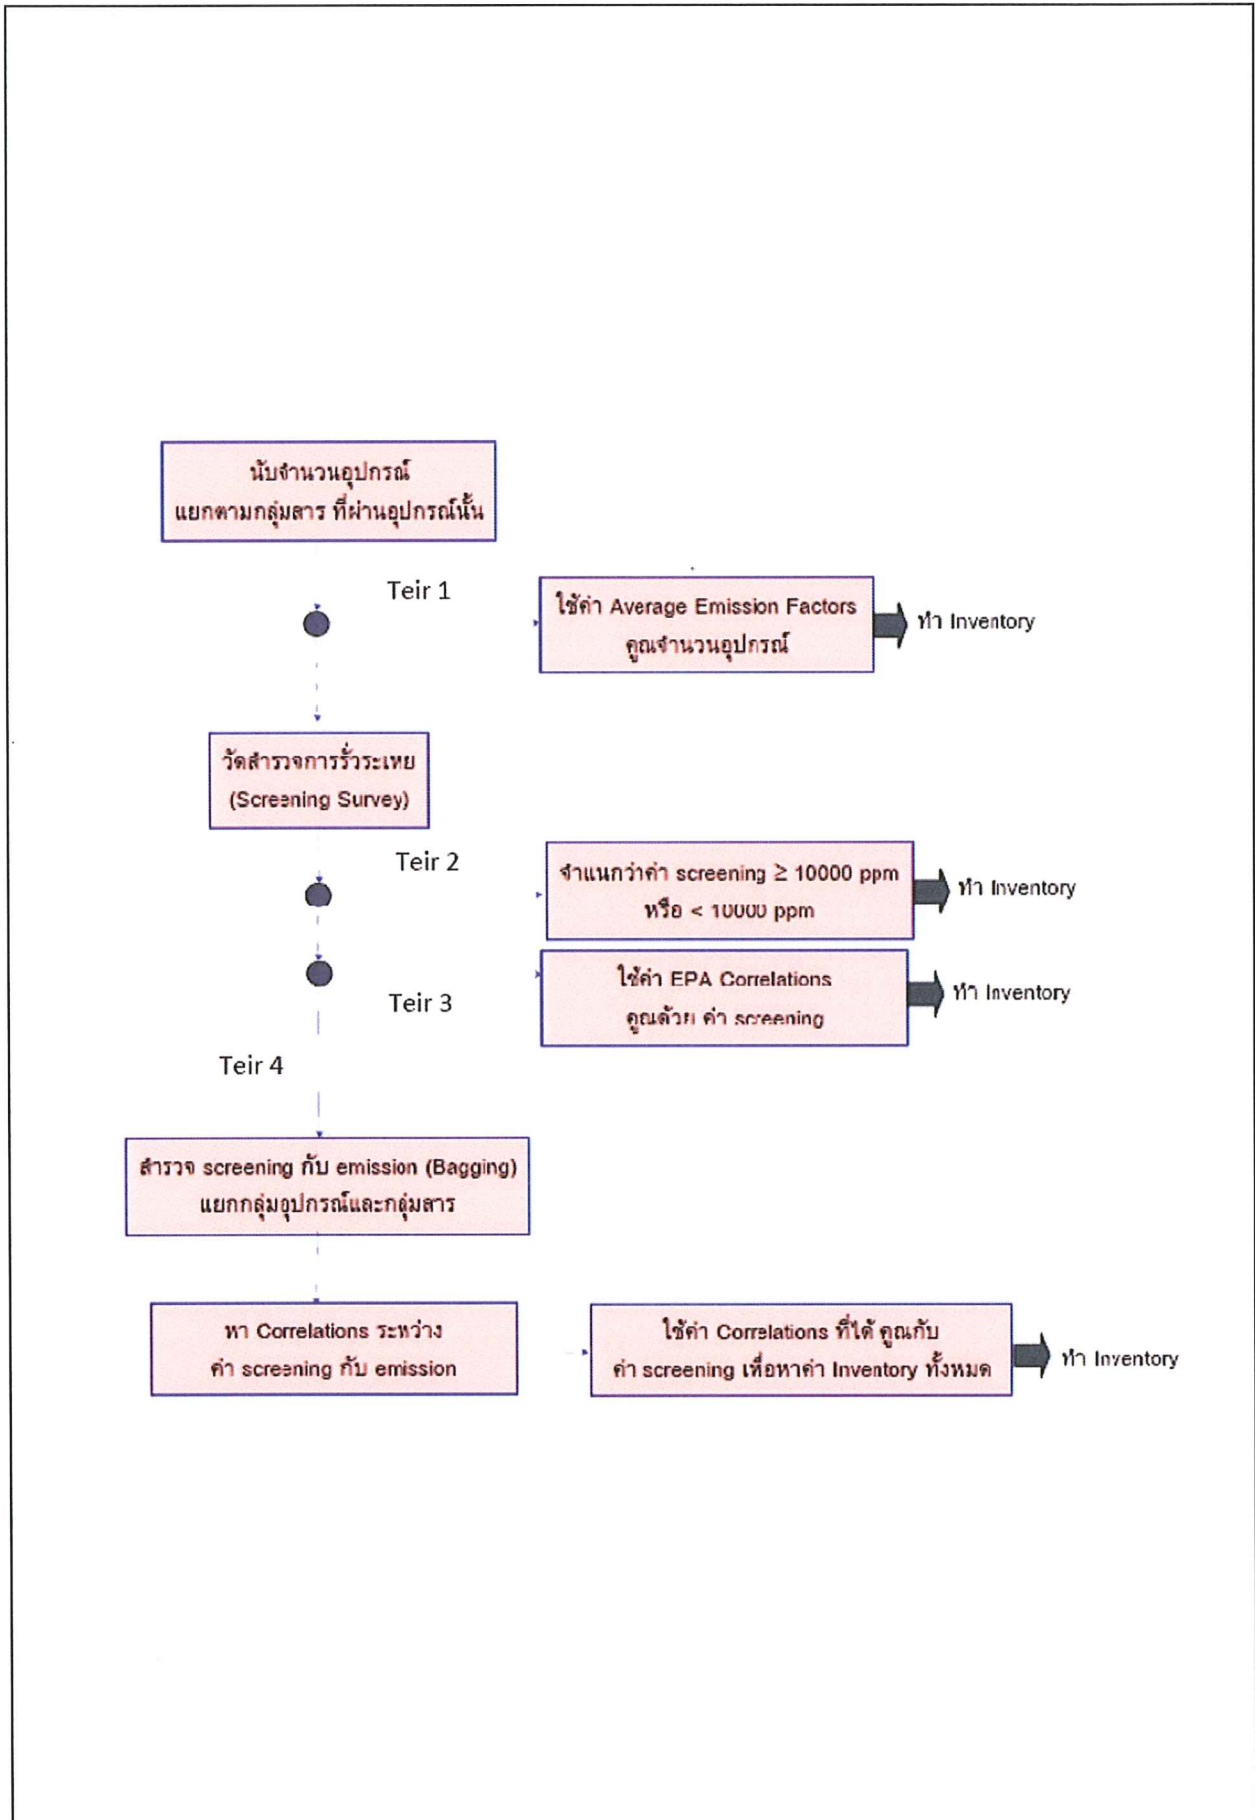 นับจำนวนอุปกรณ์
แยกตามกลุ่มสาร ที่ผ่านอุปกรณ์นั้น
Teir 1
ใช้ค่า Average Emission Factors
คูณจำนวนอุปกรณ์
ทำ Inventory
วัดสำรวจการรั่วระเหย
(Screening Survey)
Teir 2
จำแนกว่าค่า screening ≥ 10000 ppm
หรือ < 10000 ppm
ทำ Inventory
Teir 3
ใช้ค่า EPA Correlations
คูณด้วย ค่า screening
ทำ Inventory
Teir 4
สำรวจ screening กับ emission (Bagging)
แยกกลุ่มอุปกรณ์และกลุ่มสาร
หา Correlations ระหว่าง
ค่า screening กับ emission
ใช้ค่า Correlations ที่ได้ คูณกับ
ค่า screening เพื่อหาค่า Inventory ทั้งหมด
ทำ Inventory